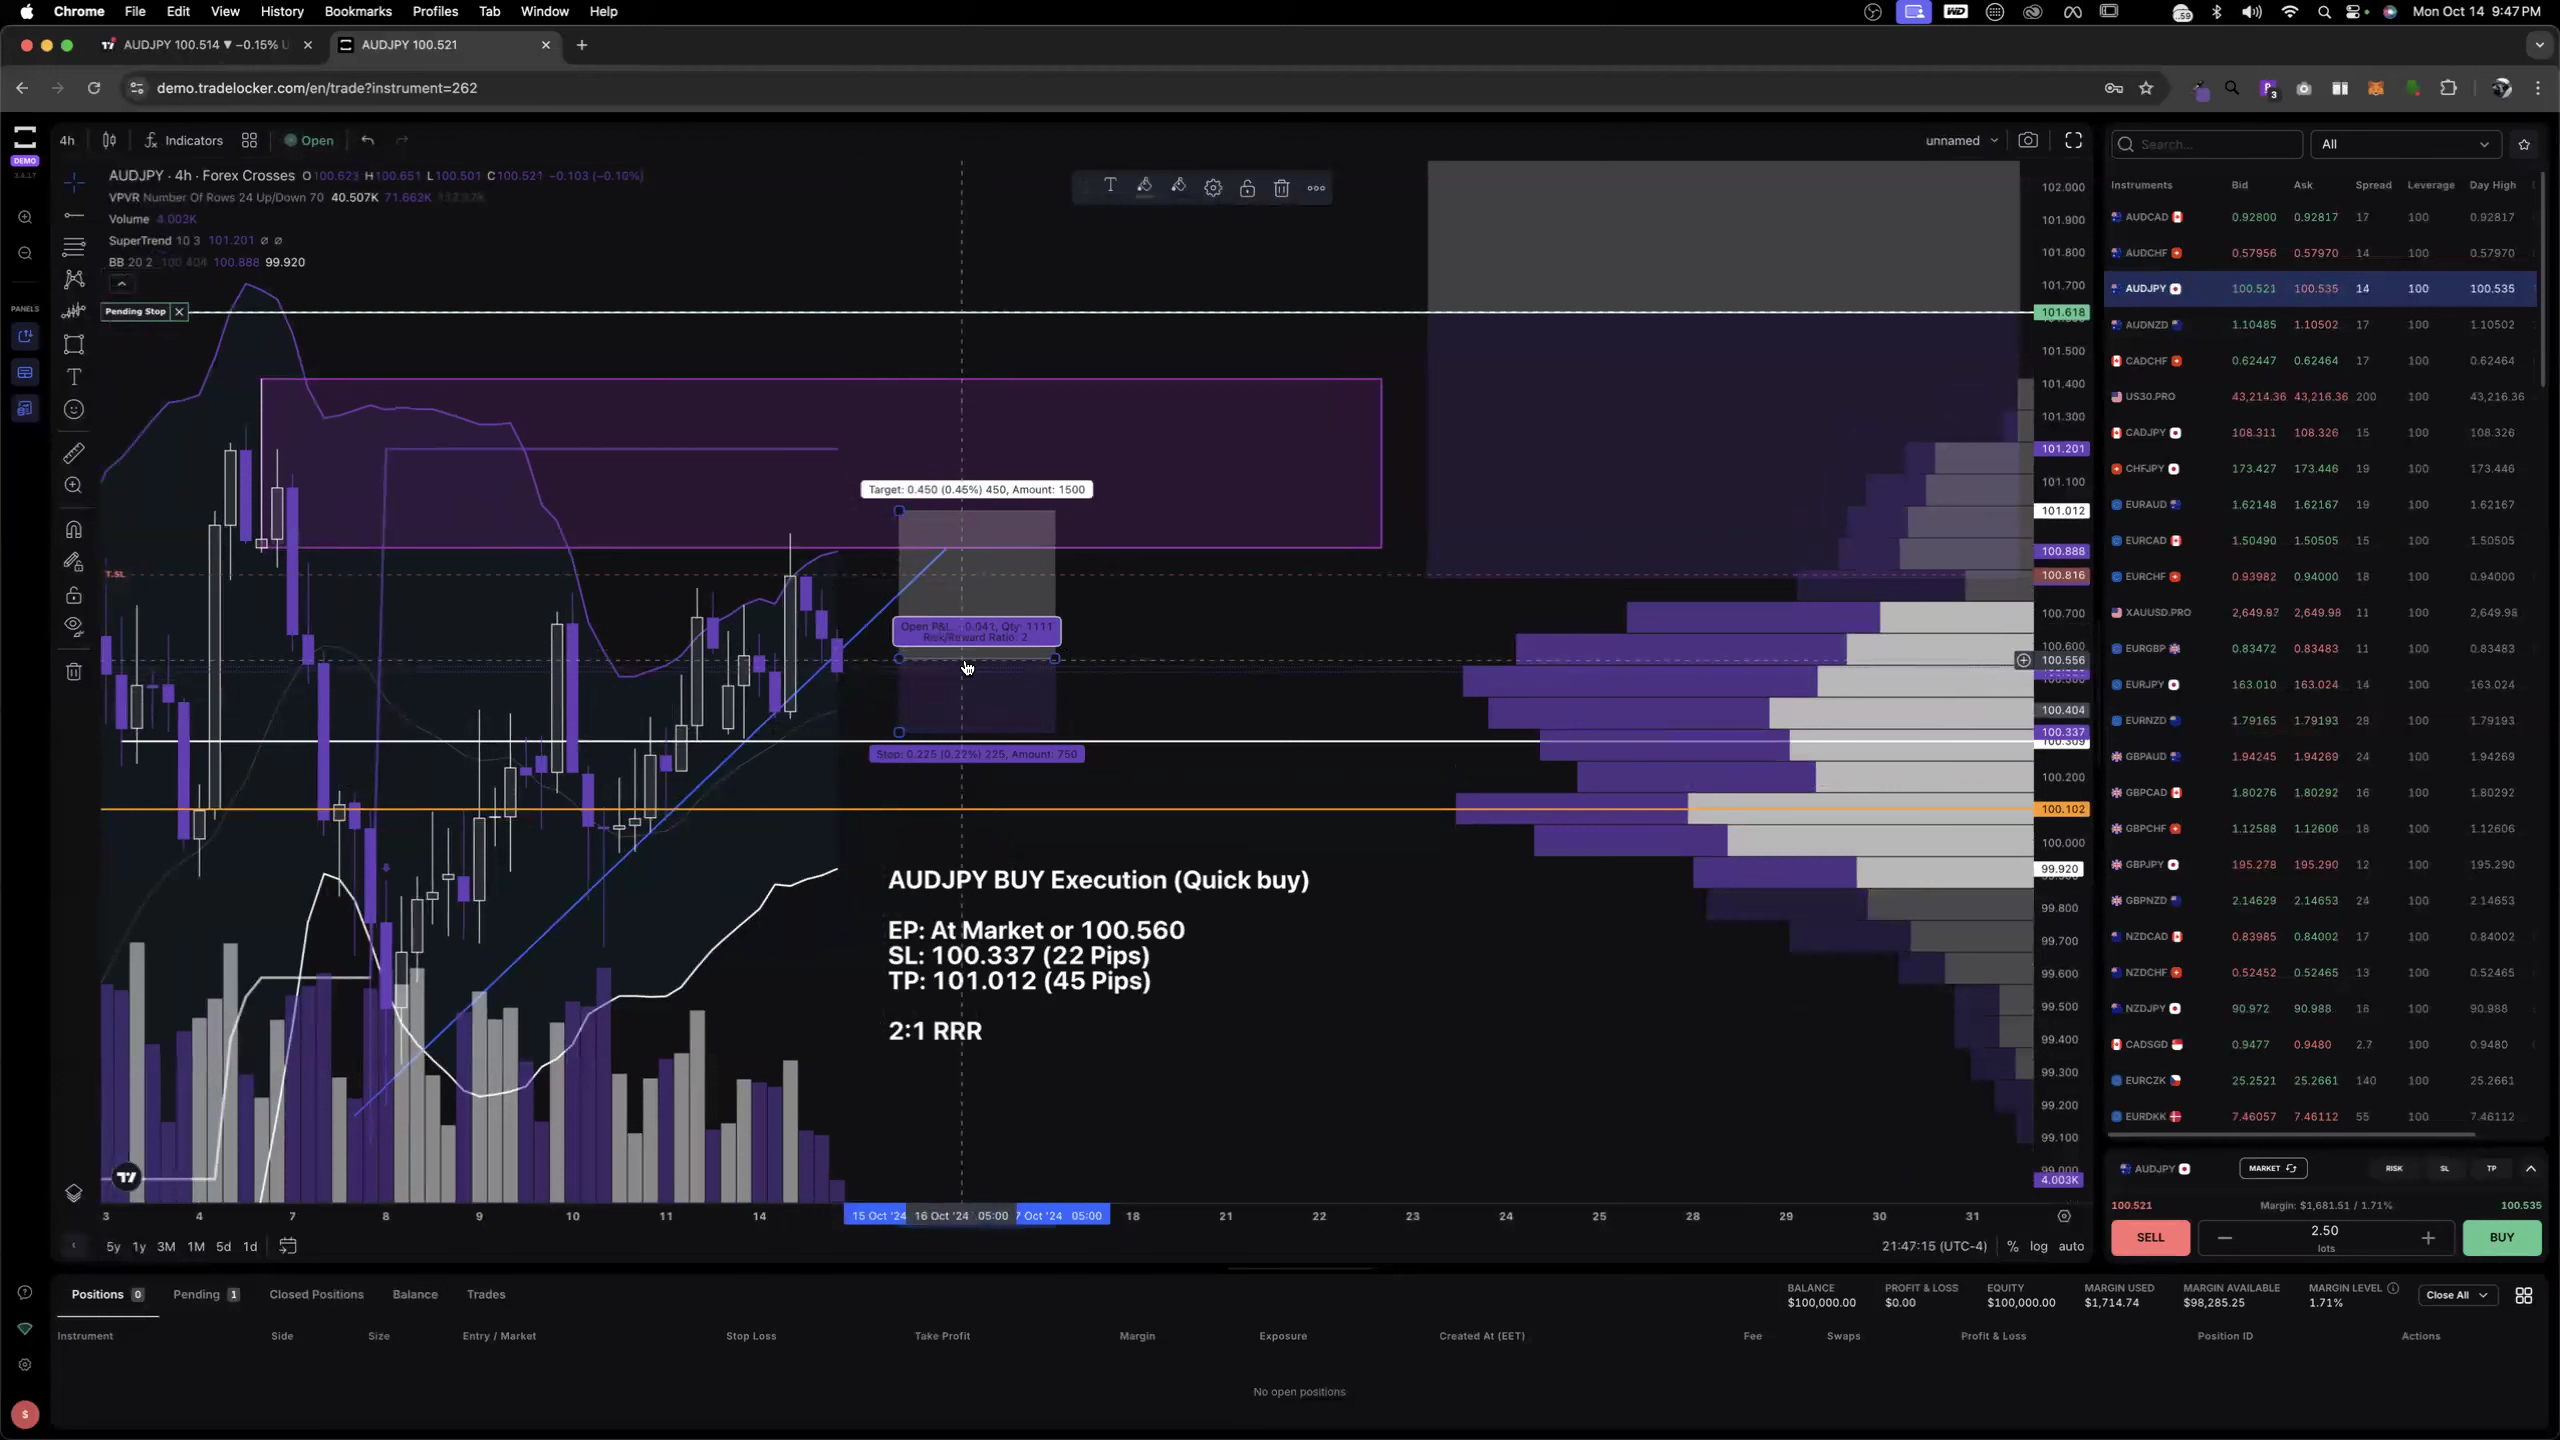 Chrome File Edit View History Bookmarks Profiles Tab Window Help
WD .59 Mon Oct 14 9:47 PM
AUDJPY 100.514 ▼ −0.15% U
AUDJPY 100.521
demo.tradelocker.com/en/trade?instrument=262
DEMO
3.4.17
PANELS
4h Indicators Open unnamed
AUDJPY · 4h · Forex Crosses O100.623 H100.651 L100.501 C100.521 −0.103 (−0.10%)
VPVR Number Of Rows 24 Up/Down 70 40.507K 71.662K
Volume 4.003K
SuperTrend 10 3 101.201 ø ø
BB 20 2 100.404 100.888 99.920
Pending Stop
T.SL
Target: 0.450 (0.45%) 450, Amount: 1500
Open P&L: −0.041, Qty: 1111
Risk/Reward Ratio: 2
Stop: 0.225 (0.22%) 225, Amount: 750
AUDJPY BUY Execution (Quick buy)
EP: At Market or 100.560
SL: 100.337 (22 Pips)
TP: 101.012 (45 Pips)
2:1 RRR
102.000
101.900
101.800
101.700
101.618
101.500
101.400
101.300
101.201
101.100
101.012
100.888
100.816
100.700
100.600
100.556
100.404
100.337
100.309
100.200
100.102
100.000
99.920
99.800
99.700
99.600
99.500
99.400
99.300
99.200
99.100
99.000
4.003K
3 4 7 8 9 10 11 14 15 Oct '24 16 Oct '24 05:00 7 Oct '24 05:00 18 21 22 23 24 25 28 29 30 31
5y 1y 3M 1M 5d 1d 21:47:15 (UTC-4) % log auto
Search... All
Instruments Bid Ask Spread Leverage Day High
AUDCAD 0.92800 0.92817 17 100 0.92817
AUDCHF 0.57956 0.57970 14 100 0.57970
AUDJPY 100.521 100.535 14 100 100.535
AUDNZD 1.10485 1.10502 17 100 1.10502
CADCHF 0.62447 0.62464 17 100 0.62464
US30.PRO 43,214.36 43,216.36 200 100 43,216.36
CADJPY 108.311 108.326 15 100 108.326
CHFJPY 173.427 173.446 19 100 173.446
EURAUD 1.62148 1.62167 19 100 1.62167
EURCAD 1.50490 1.50505 15 100 1.50505
EURCHF 0.93982 0.94000 18 100 0.94000
XAUUSD.PRO 2,649.87 2,649.98 11 100 2,649.98
EURGBP 0.83472 0.83483 11 100 0.83483
EURJPY 163.010 163.024 14 100 163.024
EURNZD 1.79165 1.79193 28 100 1.79193
GBPAUD 1.94245 1.94269 24 100 1.94269
GBPCAD 1.80276 1.80292 16 100 1.80292
GBPCHF 1.12588 1.12606 18 100 1.12606
GBPJPY 195.278 195.290 12 100 195.290
GBPNZD 2.14629 2.14653 24 100 2.14653
NZDCAD 0.83985 0.84002 17 100 0.84002
NZDCHF 0.52452 0.52465 13 100 0.52465
NZDJPY 90.972 90.988 16 100 90.988
CADSGD 0.9477 0.9480 2.7 100 0.9480
EURCZK 25.2521 25.2661 140 100 25.2661
EURDKK 7.46057 7.46112 55 100 7.46112
AUDJPY MARKET RISK SL TP
100.521 Margin: $1,681.51 / 1.71% 100.535
SELL 2.50 lots BUY
Positions 0 Pending 1 Closed Positions Balance Trades
BALANCE PROFIT & LOSS EQUITY MARGIN USED MARGIN AVAILABLE MARGIN LEVEL
$100,000.00 $0.00 $100,000.00 $1,714.74 $98,285.25 1.71%
Close All
Instrument Side Size Entry / Market Stop Loss Take Profit Margin Exposure Created At (EET) Fee Swaps Profit & Loss Position ID Actions
No open positions
S